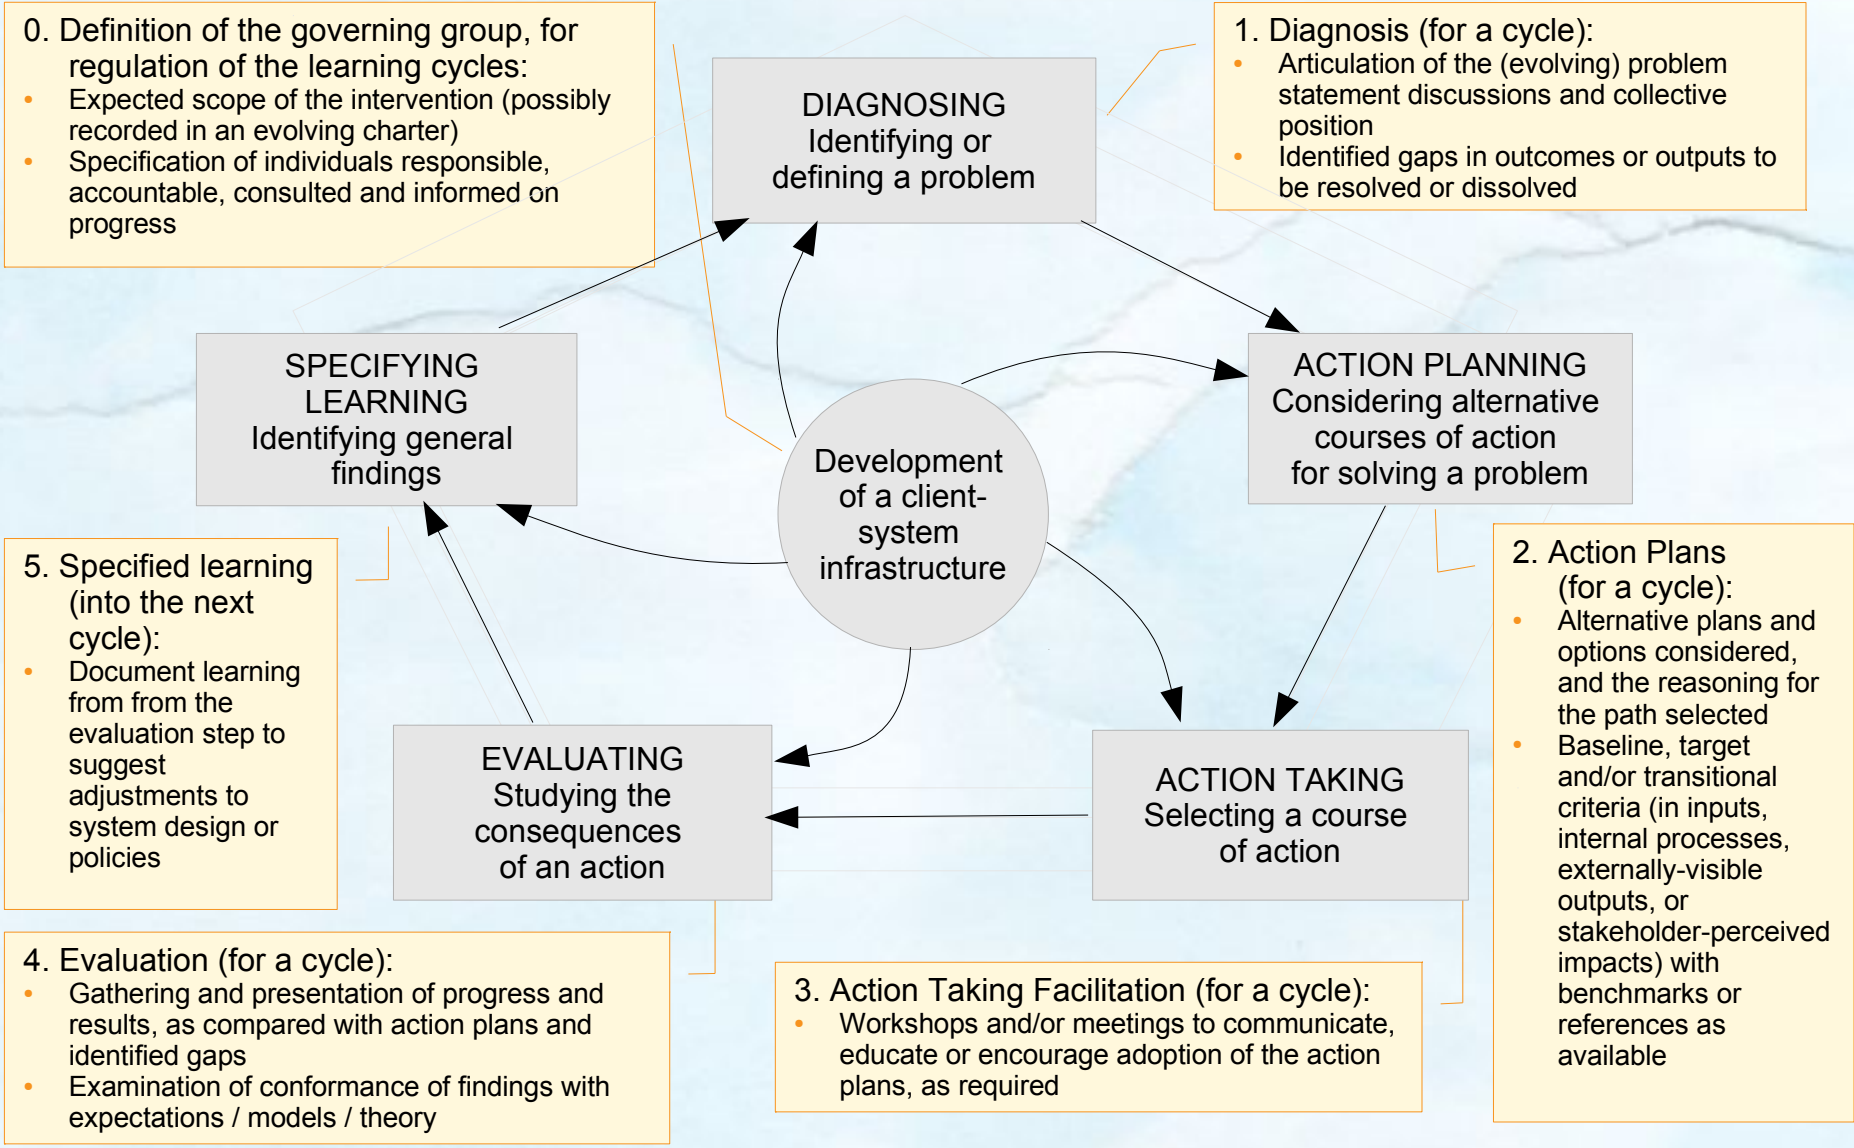 0. Definition of the governing group, for
regulation of the learning cycles:
• Expected scope of the intervention (possibly
recorded in an evolving charter)
• Specification of individuals responsible,
accountable, consulted and informed on
progress
DIAGNOSING
Identifying or
defining a problem
1. Diagnosis (for a cycle):
• Articulation of the (evolving) problem
statement discussions and collective
position
• Identified gaps in outcomes or outputs to
be resolved or dissolved
SPECIFYING
LEARNING
Identifying general
findings
Development
of a client-
system
infrastructure
ACTION PLANNING
Considering alternative
courses of action
for solving a problem
5. Specified learning
(into the next
cycle):
• Document learning
from from the
evaluation step to
suggest
adjustments to
system design or
policies
2. Action Plans
(for a cycle):
• Alternative plans and
options considered,
and the reasoning for
the path selected
• Baseline, target
and/or transitional
criteria (in inputs,
internal processes,
externally-visible
outputs, or
stakeholder-perceived
impacts) with
benchmarks or
references as
available
EVALUATING
Studying the
consequences
of an action
ACTION TAKING
Selecting a course
of action
4. Evaluation (for a cycle):
• Gathering and presentation of progress and
results, as compared with action plans and
identified gaps
• Examination of conformance of findings with
expectations / models / theory
3. Action Taking Facilitation (for a cycle):
• Workshops and/or meetings to communicate,
educate or encourage adoption of the action
plans, as required